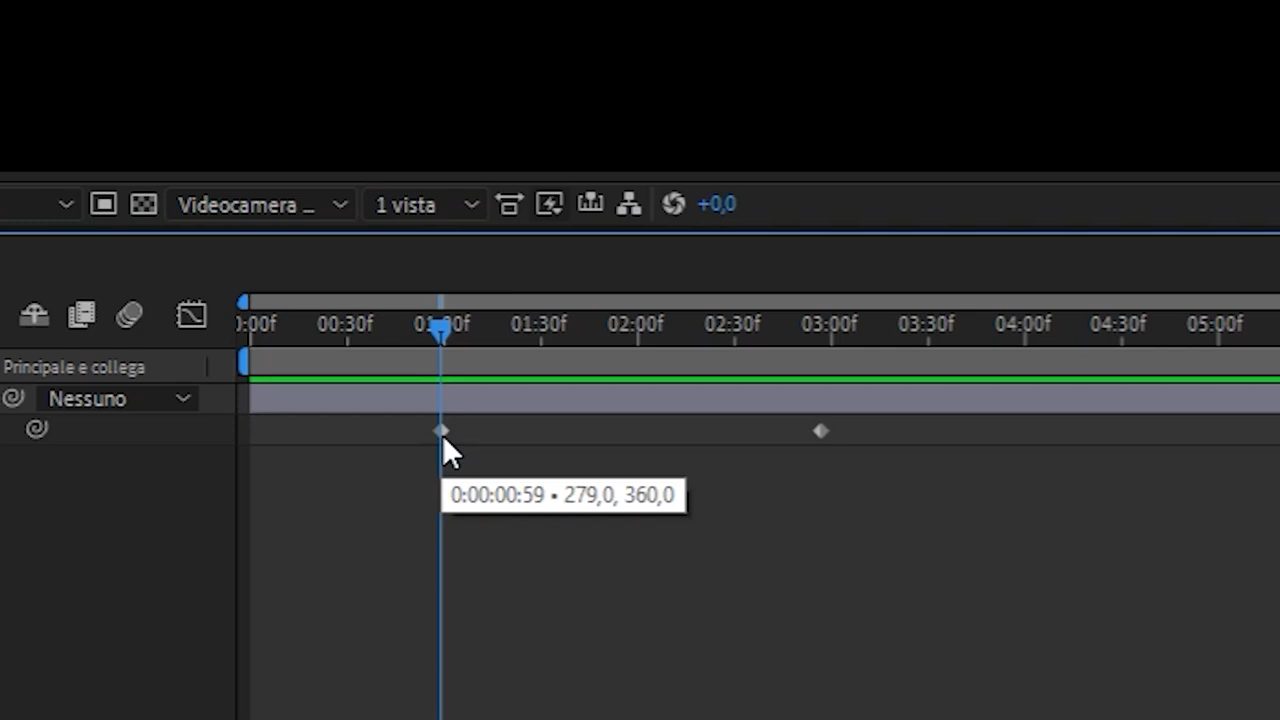 Videocamera _ 1 vista +0,0
):00f 00:30f 01:00f 01:30f 02:00f 02:30f 03:00f 03:30f 04:00f 04:30f 05:00f
Principale e collega
Nessuno
0:00:00:59 • 279,0, 360,0